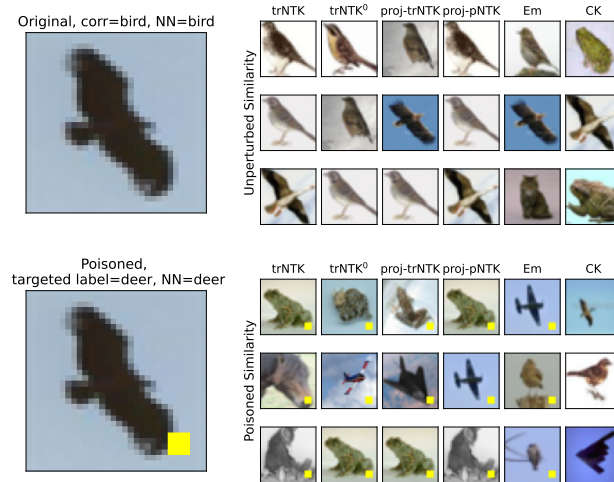 Original, corr=bird, NN=bird
trNTK trNTK⁰ proj-trNTK proj-pNTK Em CK
Unperturbed Similarity
Poisoned,
targeted label=deer, NN=deer
trNTK trNTK⁰ proj-trNTK proj-pNTK Em CK
Poisoned Similarity